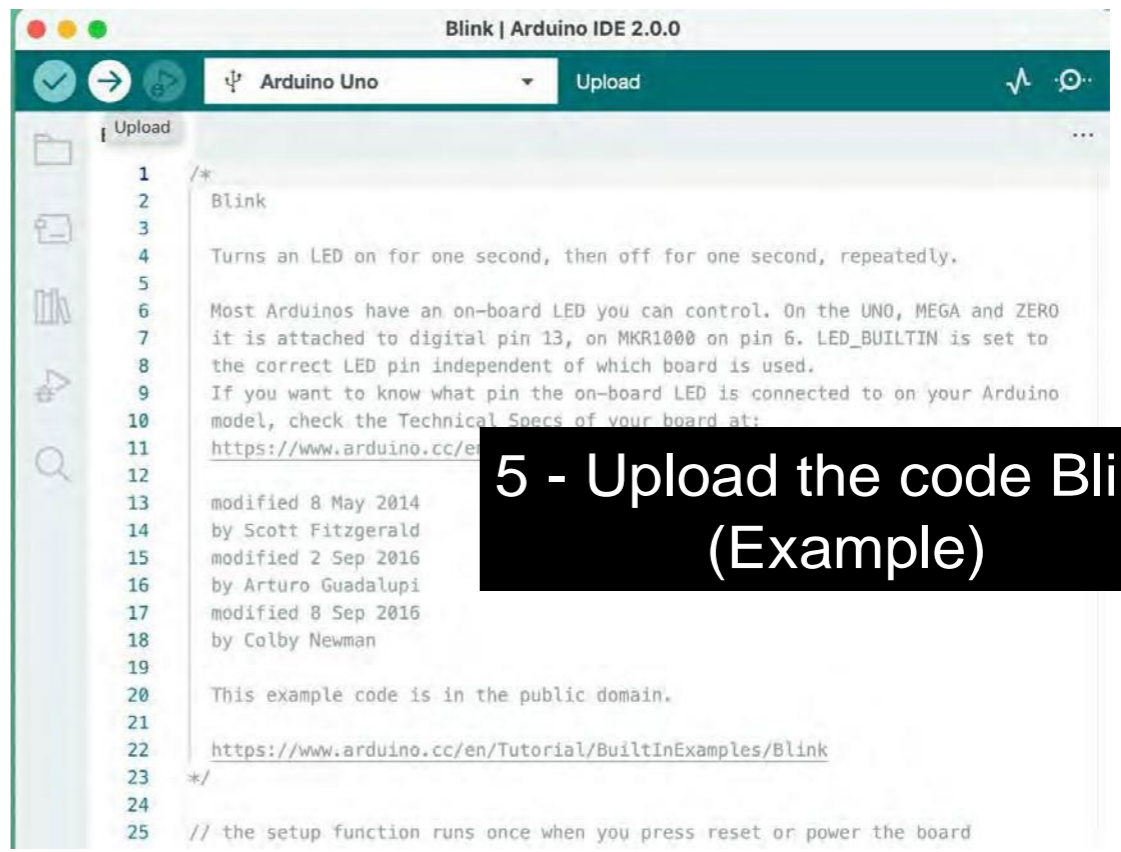 Blink | Arduino IDE 2.0.0
Arduino Uno
Upload
Upload
1 /*
2 Blink
3
4 Turns an LED on for one second, then off for one second, repeatedly.
5
6 Most Arduinos have an on-board LED you can control. On the UNO, MEGA and ZERO
7 it is attached to digital pin 13, on MKR1000 on pin 6. LED_BUILTIN is set to
8 the correct LED pin independent of which board is used.
9 If you want to know what pin the on-board LED is connected to on your Arduino
10 model, check the Technical Specs of your board at:
11 https://www.arduino.cc/en
12
13 modified 8 May 2014
14 by Scott Fitzgerald
15 modified 2 Sep 2016
16 by Arturo Guadalupi
17 modified 8 Sep 2016
18 by Colby Newman
19
20 This example code is in the public domain.
21
22 https://www.arduino.cc/en/Tutorial/BuiltInExamples/Blink
23 */
24
25 // the setup function runs once when you press reset or power the board
5 - Upload the code Bli
(Example)